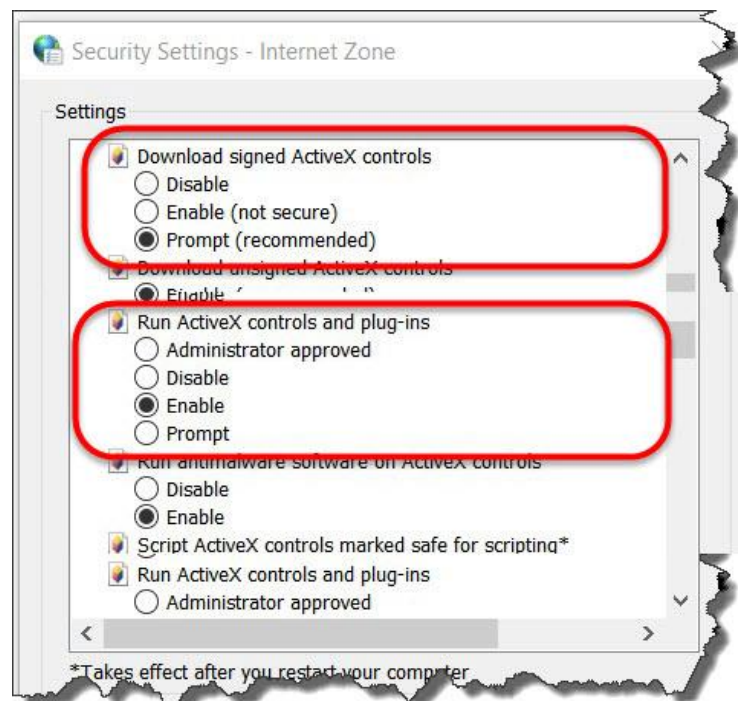 Security Settings - Internet Zone
Settings
Download signed ActiveX controls
Disable
Enable (not secure)
Prompt (recommended)
Download unsigned ActiveX controls
Enable
Run ActiveX controls and plug-ins
Administrator approved
Disable
Enable
Prompt
Run antimalware software on ActiveX controls
Disable
Enable
Script ActiveX controls marked safe for scripting*
Run ActiveX controls and plug-ins
Administrator approved
*Takes effect after you restart your computer